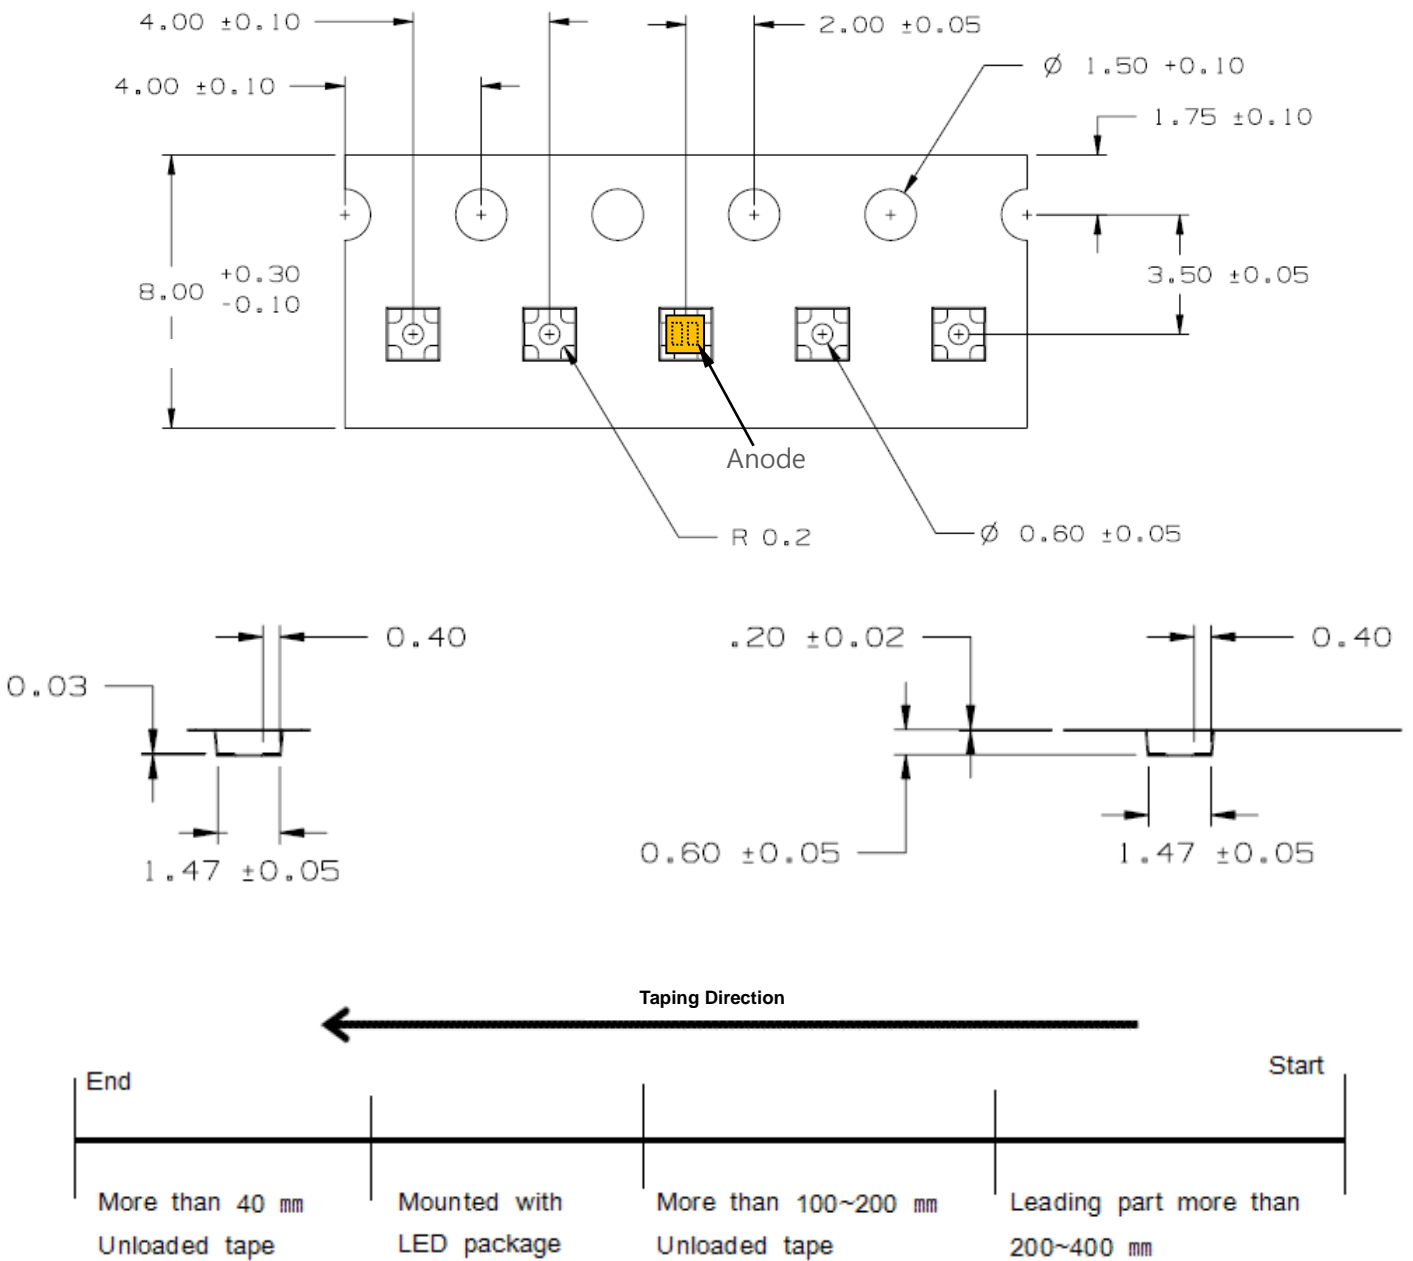 4.00 ±0.10
2.00 ±0.05
Ø 1.50 +0.10
4.00 ±0.10
1.75 ±0.10
8.00 +0.30
-0.10
3.50 ±0.05
Anode
R 0.2
Ø 0.60 ±0.05
0.40
.20 ±0.02
0.40
0.03
0.60 ±0.05
1.47 ±0.05
1.47 ±0.05
Taping Direction
End
Start
More than 40 ㎜
Unloaded tape
Mounted with
LED package
More than 100~200 ㎜
Unloaded tape
Leading part more than
200~400 ㎜